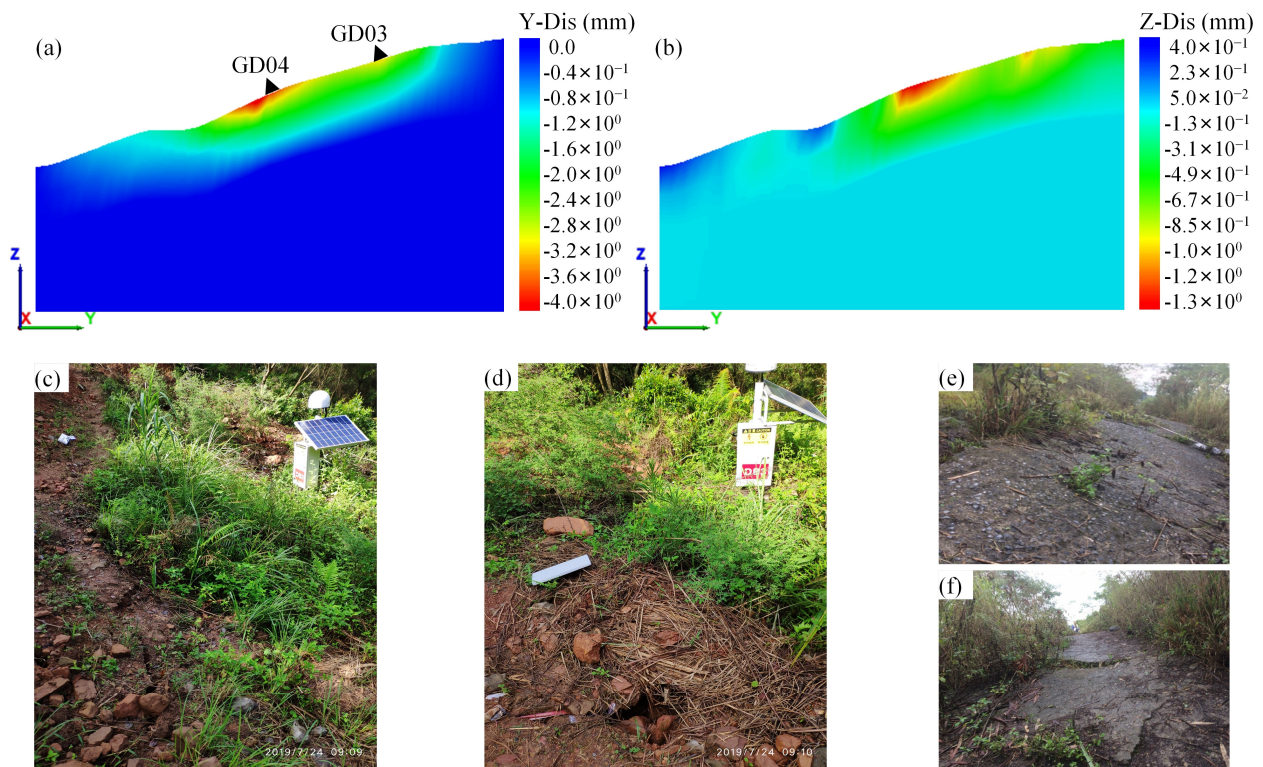 (a)
GD03
GD04
Y-Dis (mm)
0.0
-0.4×10⁻¹
-0.8×10⁻¹
-1.2×10⁰
-1.6×10⁰
-2.0×10⁰
-2.4×10⁰
-2.8×10⁰
-3.2×10⁰
-3.6×10⁰
-4.0×10⁰
Z
X
Y
(b)
Z-Dis (mm)
4.0×10⁻¹
2.3×10⁻¹
5.0×10⁻²
-1.3×10⁻¹
-3.1×10⁻¹
-4.9×10⁻¹
-6.7×10⁻¹
-8.5×10⁻¹
-1.0×10⁰
-1.2×10⁰
-1.3×10⁰
Z
X
Y
(c)
2019/7/24 09:09
(d)
2019/7/24 09:10
(e)
(f)